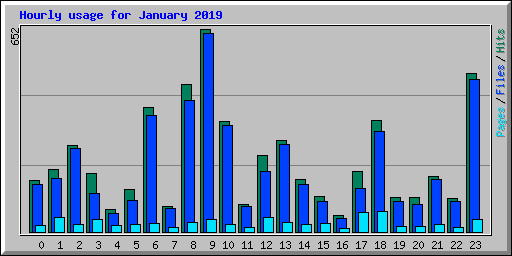 Hourly usage for January 2019
652
Pages / Files / Hits
0 1 2 3 4 5 6 7 8 9 10 11 12 13 14 15 16 17 18 19 20 21 22 23